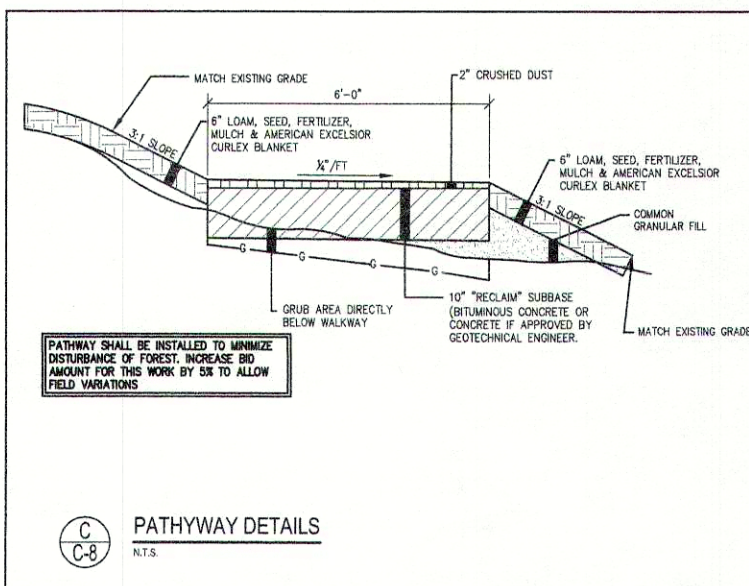 MATCH EXISTING GRADE
2" CRUSHED DUST
6'-0"
6" LOAM, SEED, FERTILIZER,
MULCH & AMERICAN EXCELSIOR
CURLEX BLANKET
3:1 SLOPE
¼"/FT
6" LOAM, SEED, FERTILIZER,
MULCH & AMERICAN EXCELSIOR
CURLEX BLANKET
3:1 SLOPE
COMMON
GRANULAR FILL
G
G
G
G
GRUB AREA DIRECTLY
BELOW WALKWAY
10" "RECLAIM" SUBBASE
(BITUMINOUS CONCRETE OR
CONCRETE IF APPROVED BY
GEOTECHNICAL ENGINEER.
MATCH EXISTING GRADE
PATHWAY SHALL BE INSTALLED TO MINIMIZE
DISTURBANCE OF FOREST. INCREASE BID
AMOUNT FOR THIS WORK BY 5% TO ALLOW
FIELD VARIATIONS
C
C-8
PATHYWAY DETAILS
N.T.S.